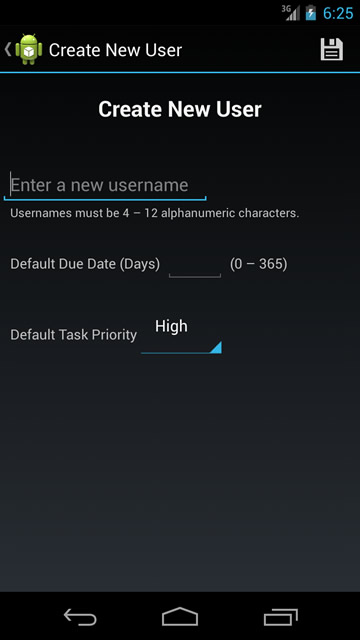 3G 6:25
Create New User
Create New User
Enter a new username
Usernames must be 4 – 12 alphanumeric characters.
Default Due Date (Days) (0 – 365)
High
Default Task Priority